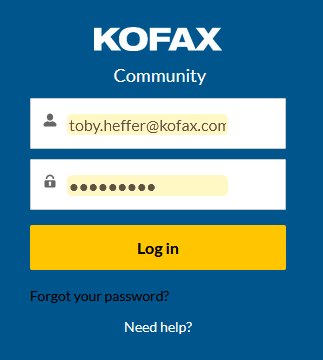 KOFAX
Community
toby.heffer@kofax.com
●●●●●●●●●
Log in
Forgot your password?
Need help?